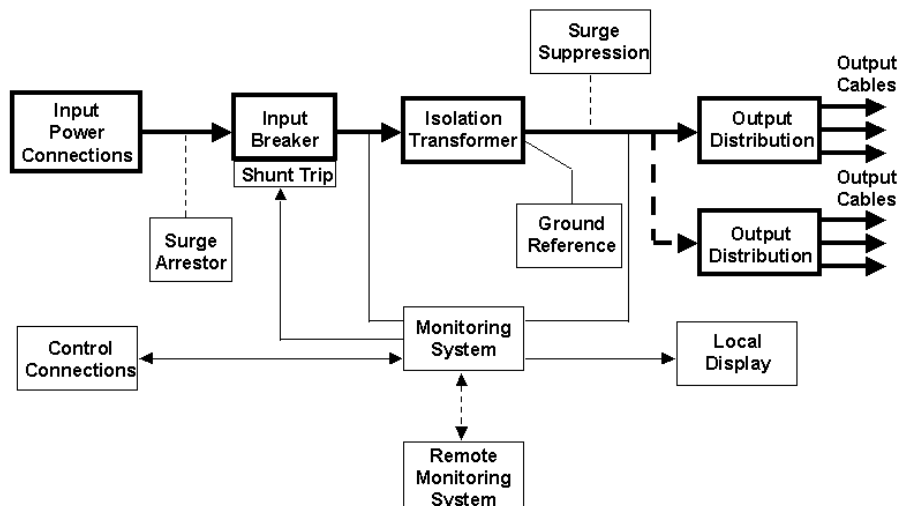 Surge
Suppression
Output
Cables
Input
Power
Connections
Input
Breaker
Shunt Trip
Isolation
Transformer
Output
Distribution
Output
Cables
Surge
Arrestor
Ground
Reference
Output
Distribution
Control
Connections
Monitoring
System
Local
Display
Remote
Monitoring
System